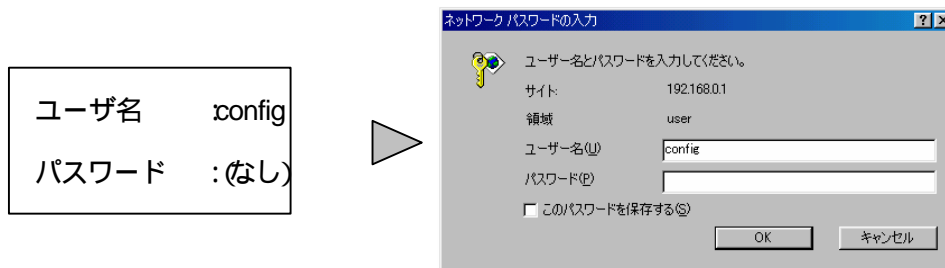 ユーザ名 :config
パスワード :(なし)
ネットワーク パスワードの入力
ユーザー名とパスワードを入力してください。
サイト: 192.168.0.1
領域 user
ユーザー名(U) config
パスワード(P)
このパスワードを保存する(S)
OK キャンセル